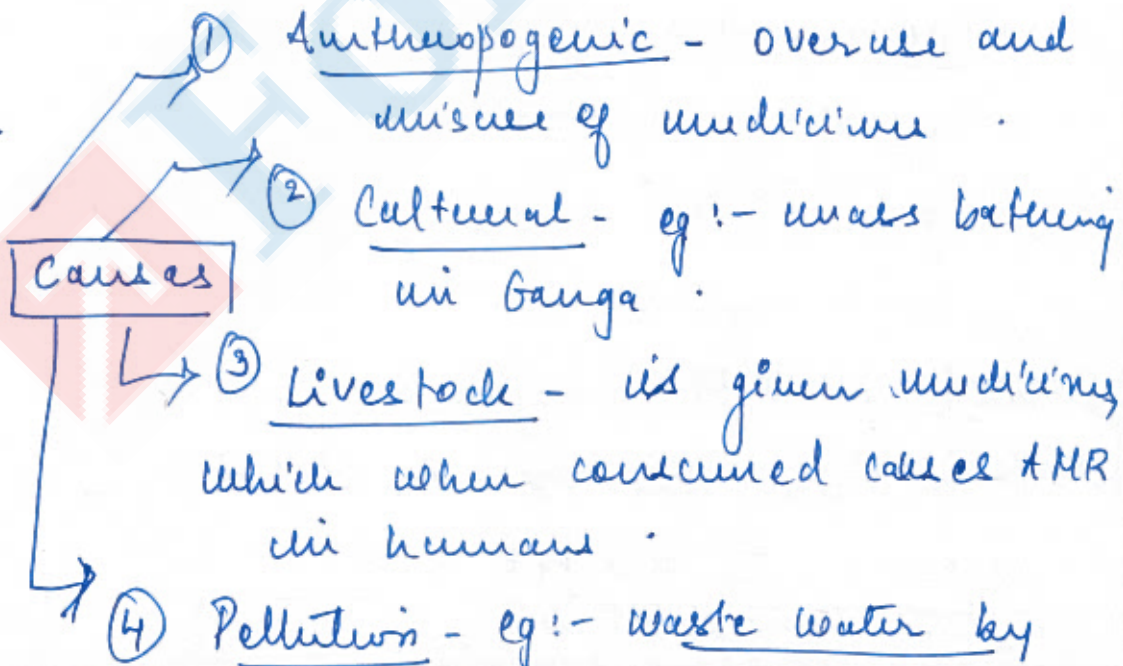 ① Anthropogenic - overuse and
misuse of medicine .
② Cultural - eg :- mass bathing
in Ganga .
Causes
③ Livestock - is given medicines,
which when consumed causes AMR
in humans .
④ Pollution - eg :- waste water by